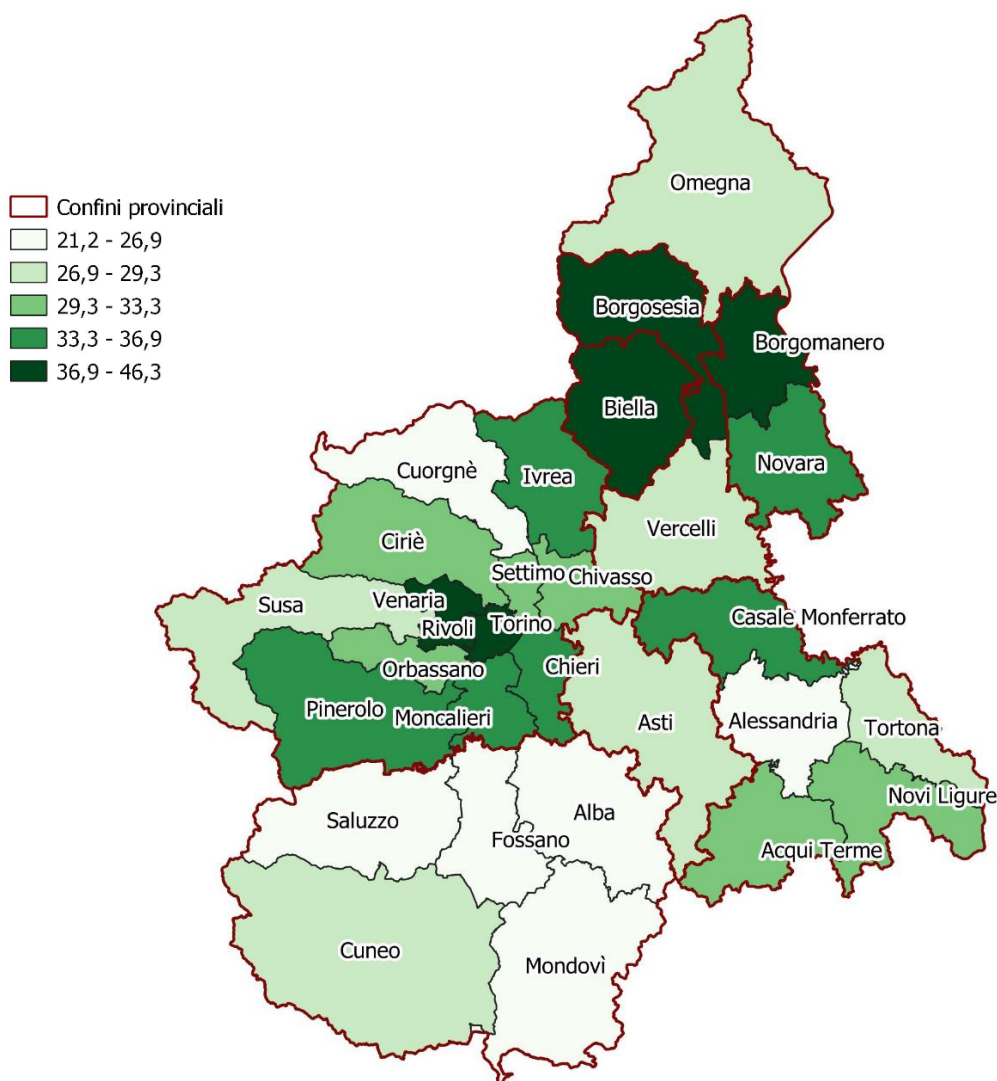 Confini provinciali
21,2 - 26,9
26,9 - 29,3
29,3 - 33,3
33,3 - 36,9
36,9 - 46,3
Omegna
Borgosesia
Borgomanero
Biella
Novara
Cuorgnè
Ivrea
Vercelli
Ciriè
Settimo
Chivasso
Venaria
Susa
Rivoli
Torino
Casale Monferrato
Orbassano
Chieri
Pinerolo
Moncalieri
Asti
Alessandria
Tortona
Novi Ligure
Saluzzo
Alba
Fossano
Acqui Terme
Cuneo
Mondovì